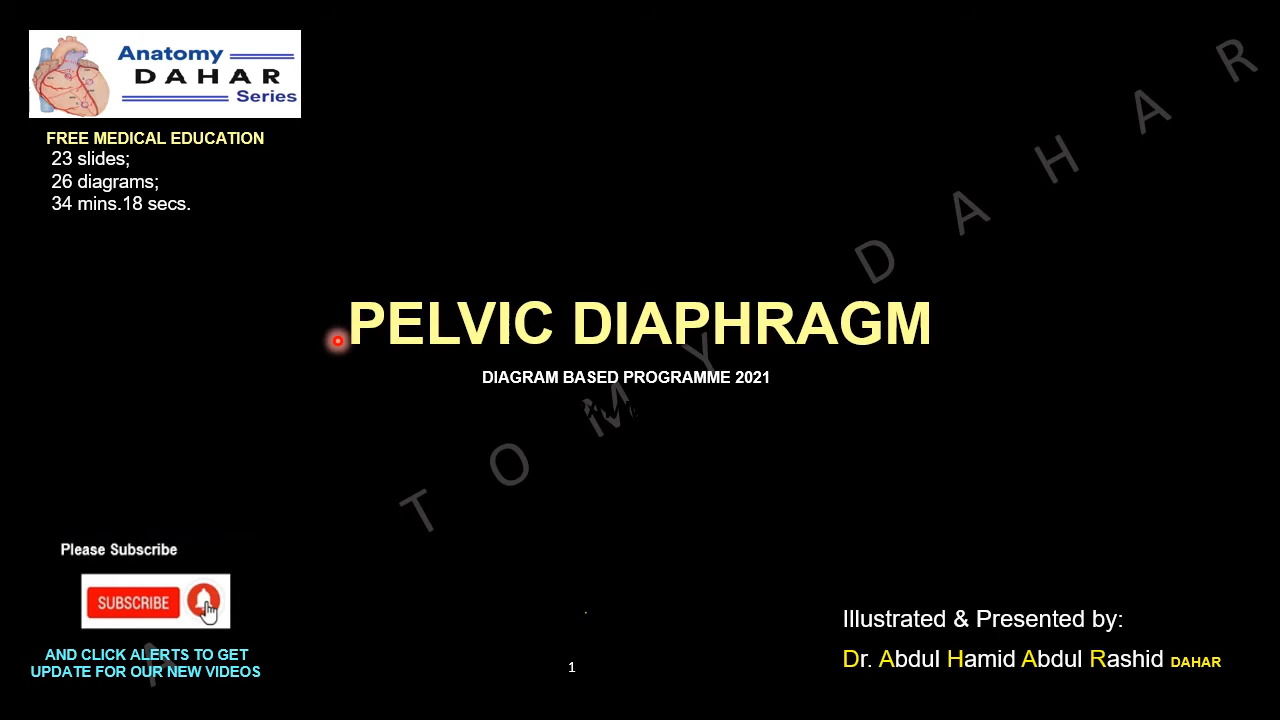 Anatomy
DAHAR
Series
FREE MEDICAL EDUCATION
23 slides;
26 diagrams;
34 mins.18 secs.
PELVIC DIAPHRAGM
DIAGRAM BASED PROGRAMME 2021
A TOMY DAHAR
Please Subscribe
SUBSCRIBE
AND CLICK ALERTS TO GET
UPDATE FOR OUR NEW VIDEOS
1
Illustrated & Presented by:
Dr. Abdul Hamid Abdul Rashid DAHAR